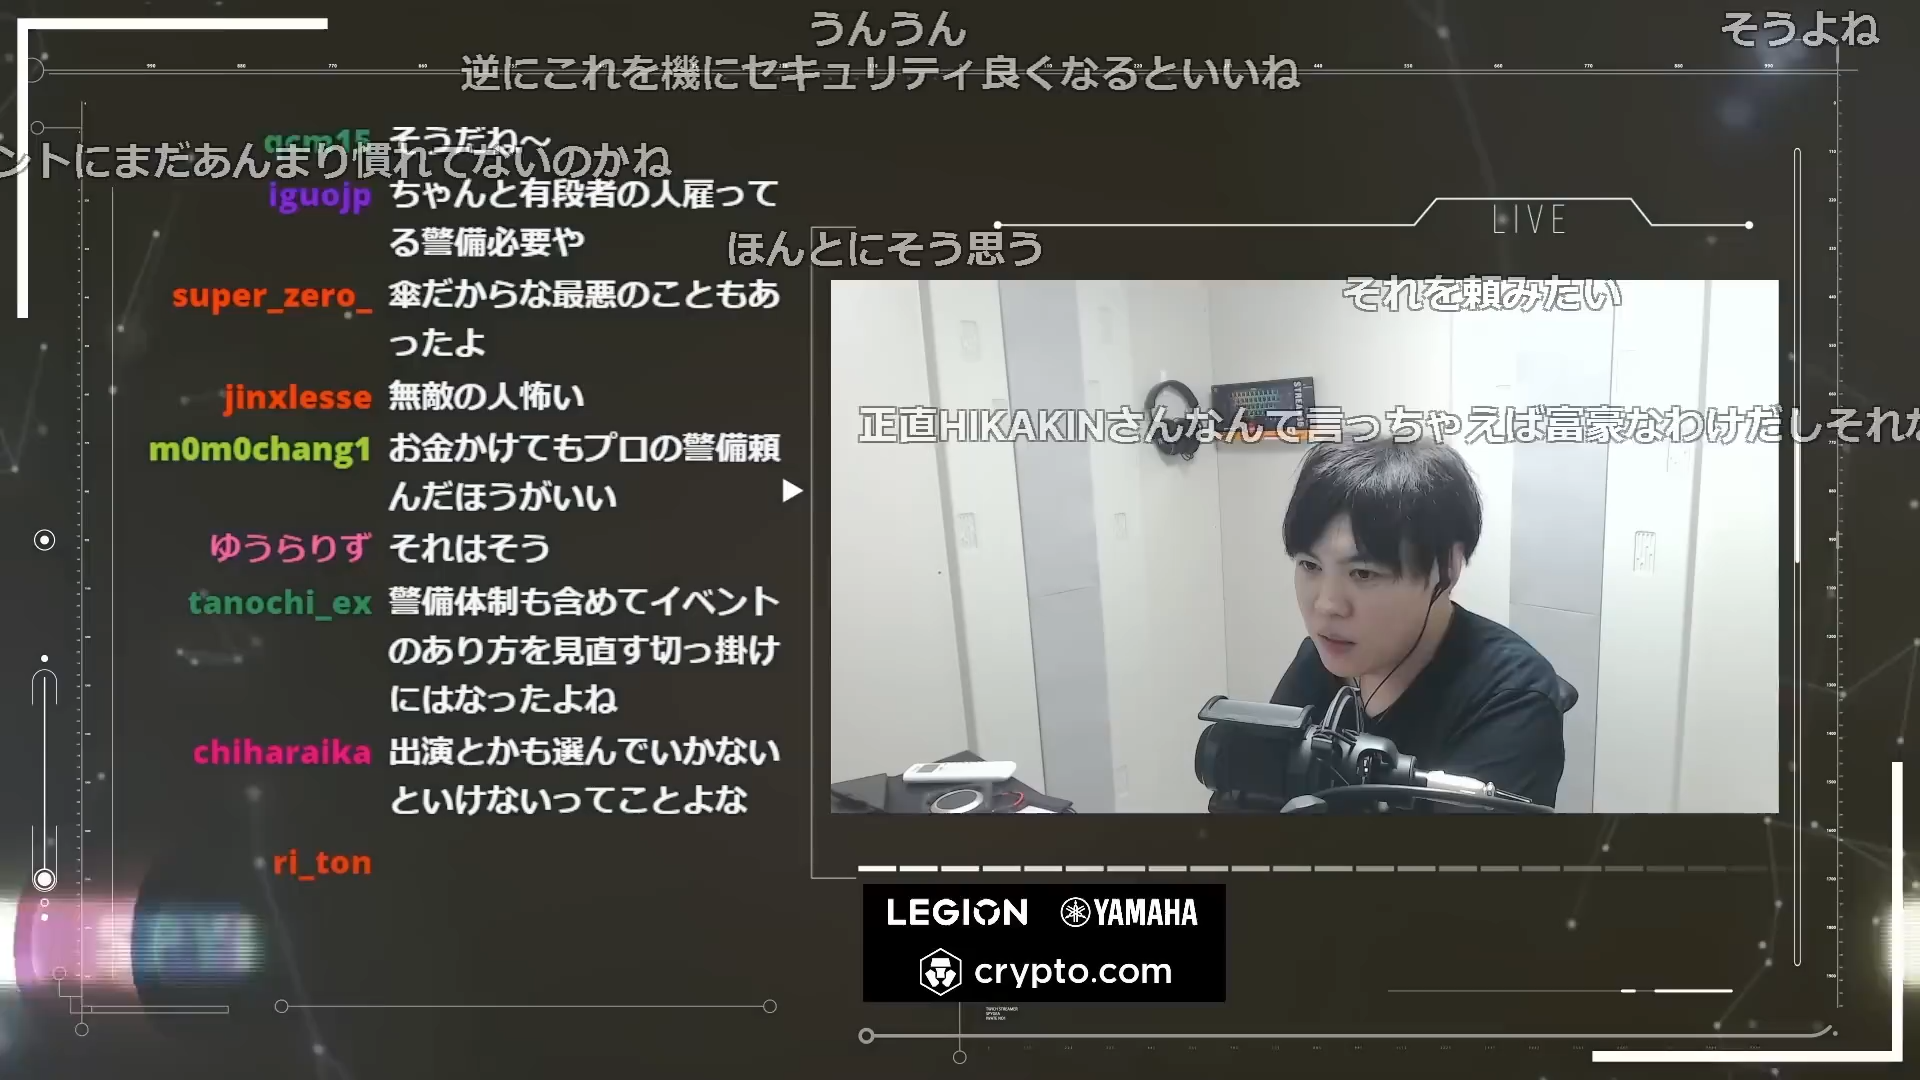 うんうん
そうよね
逆にこれを機にセキュリティ良くなるといいね
qcm15 そうだね～
ントにまだあんまり慣れてないのかね
iguojp ちゃんと有段者の人雇って
る警備必要や
ほんとにそう思う
LIVE
super_zero_ 傘だからな最悪のこともあ
ったよ
それを頼みたい
jinxlesse 無敵の人怖い
正直HIKAKINさんなんて言っちゃえば富豪なわけだしそれな
m0m0chang1 お金かけてもプロの警備頼
んだほうがいい
ゆうらりず それはそう
tanochi_ex 警備体制も含めてイベント
のあり方を見直す切っ掛け
にはなったよね
chiharaika 出演とかも選んでいかない
といけないってことよな
ri_ton
LEGION YAMAHA
crypto.com